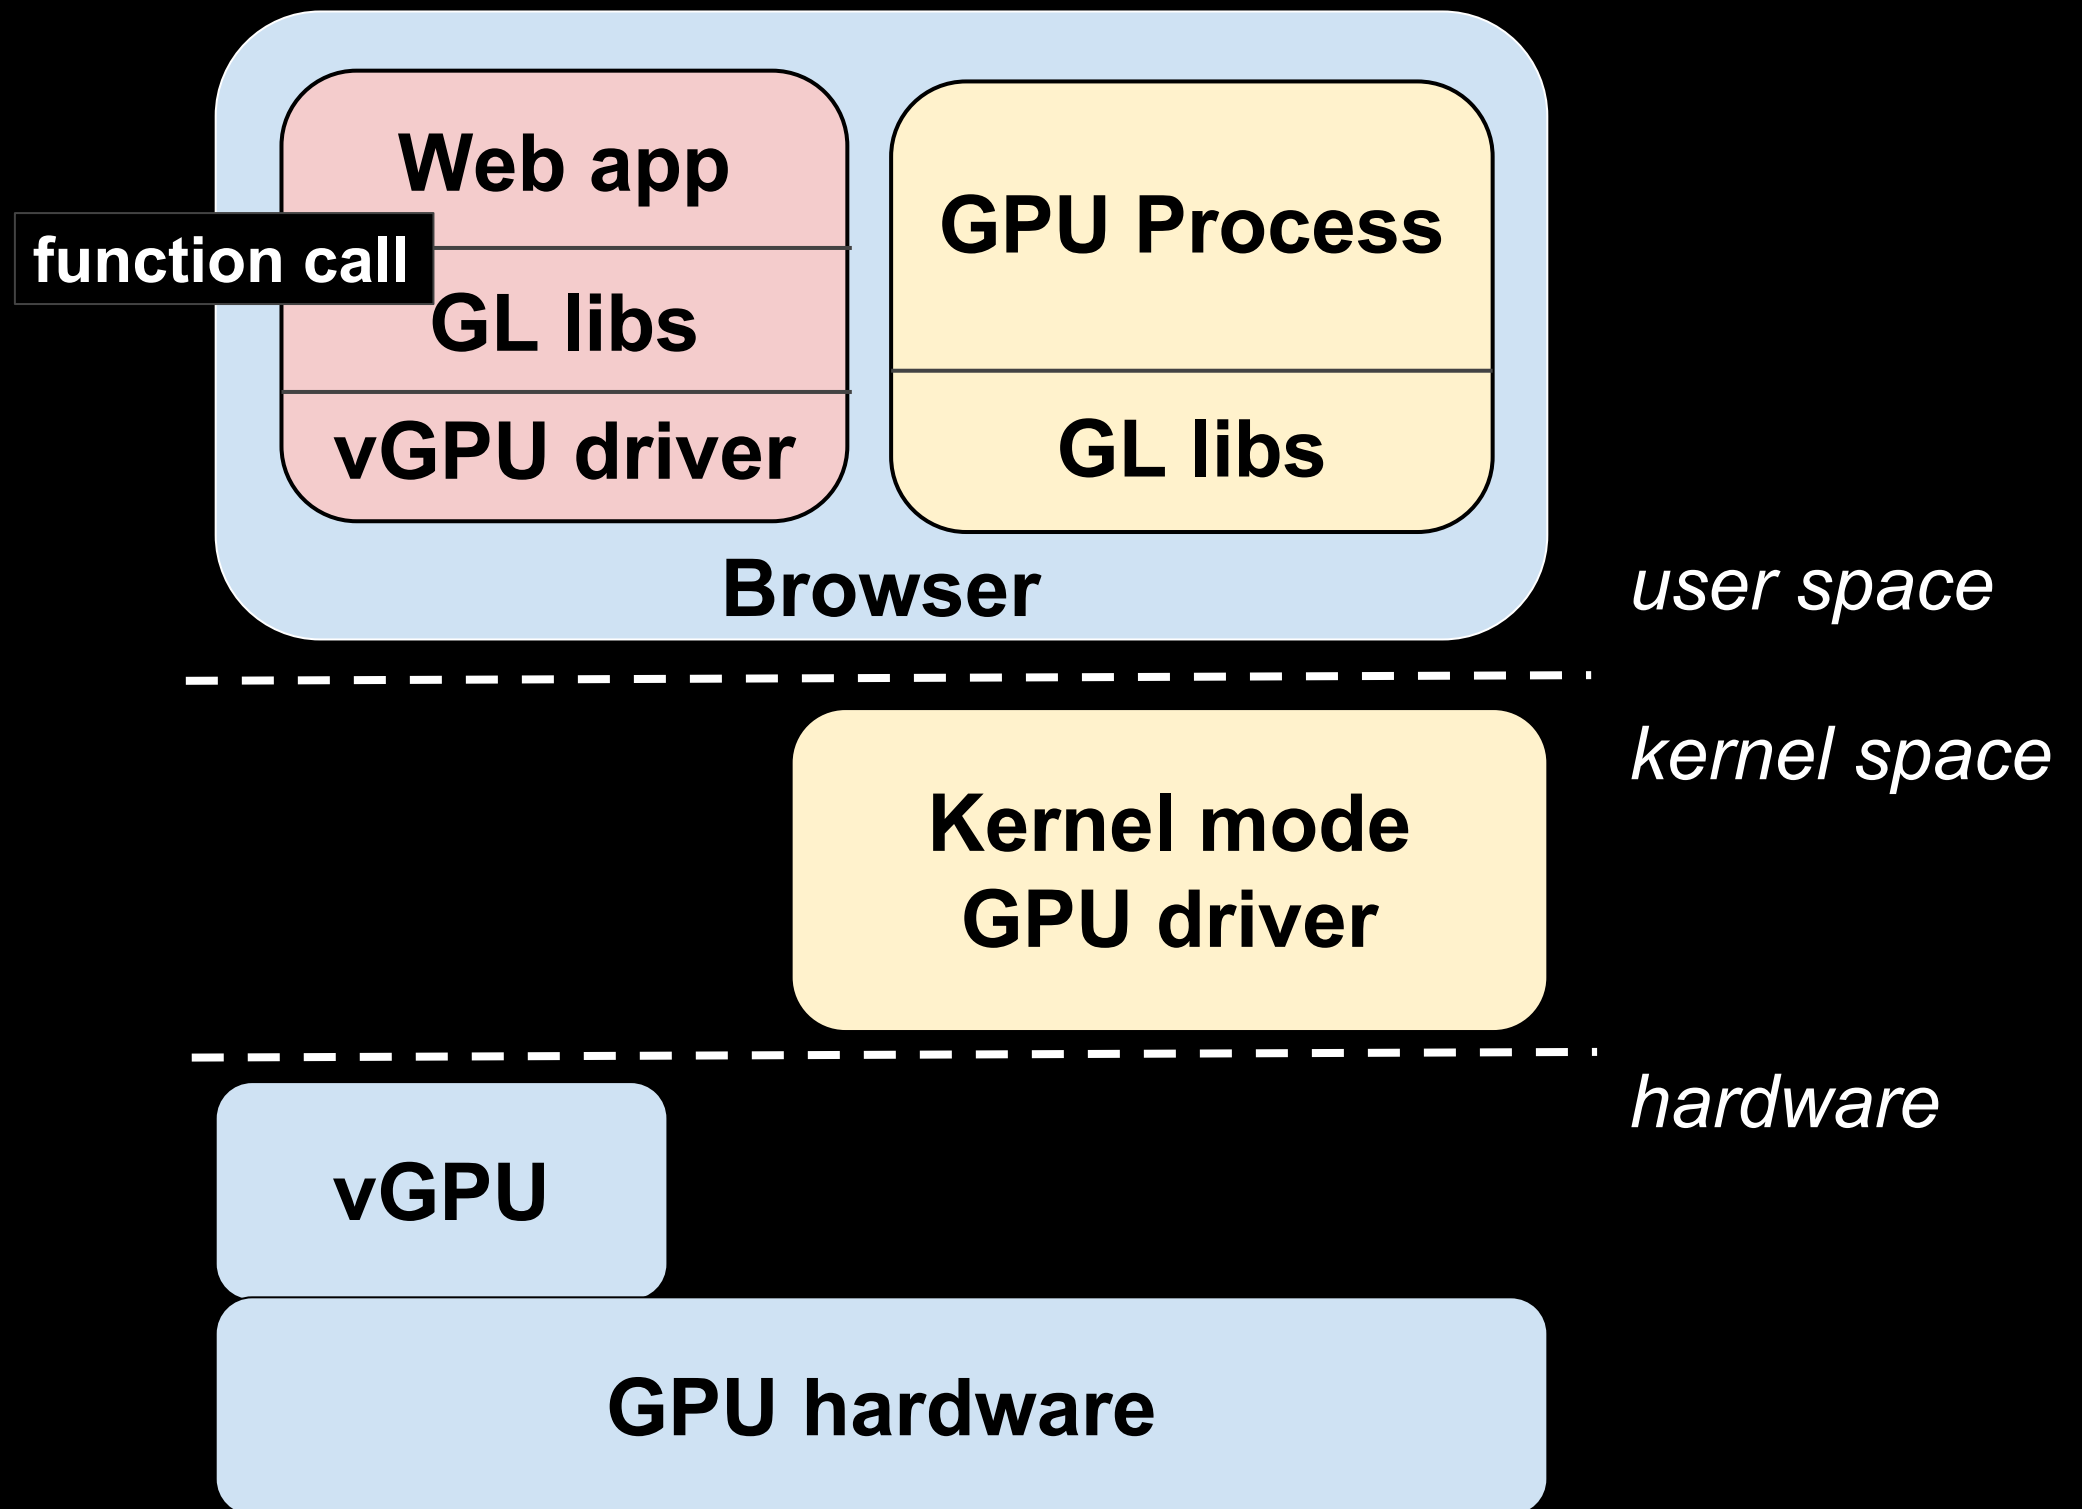 Web app
function call
GL libs
vGPU driver
GPU Process
GL libs
Browser
user space
kernel space
Kernel mode
GPU driver
hardware
vGPU
GPU hardware